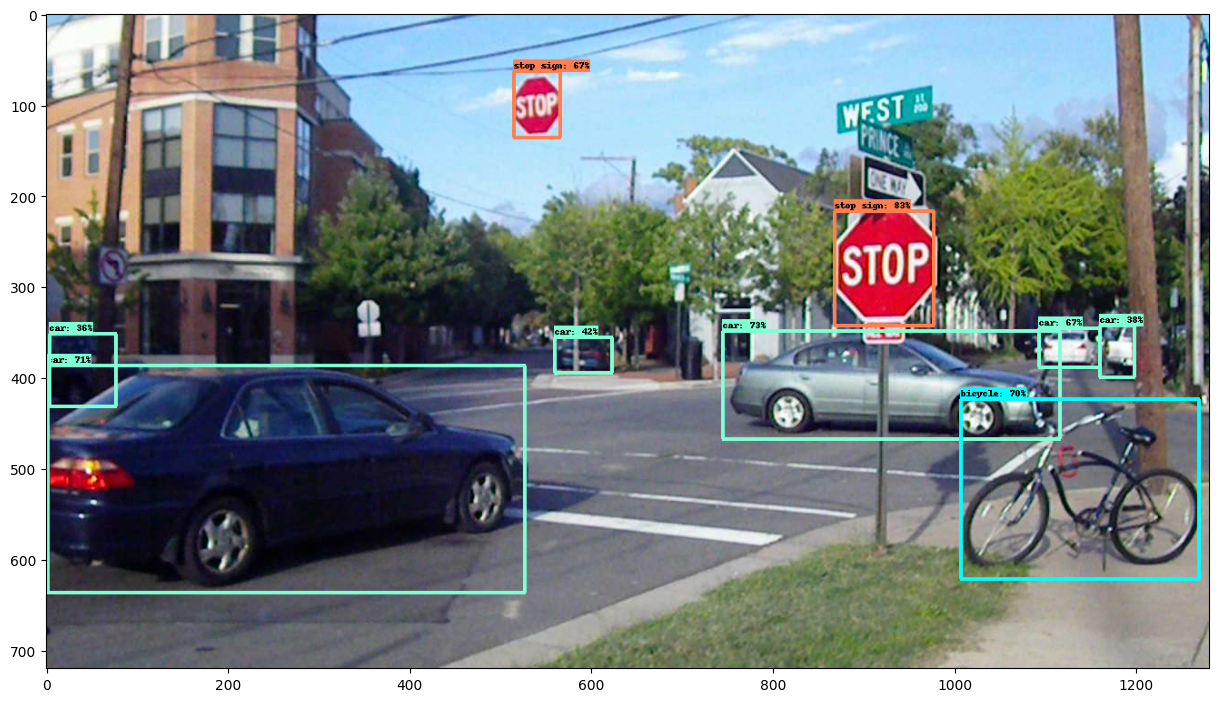 0
100
200
300
400
500
600
700
stop sign: 67%
STOP
WEST ST
200
PRINCE
ONE WAY
stop sign: 83%
STOP
car: 36%
car: 42%
car: 73%
car: 67%
car: 38%
car: 71%
bicycle: 70%
0
200
400
600
800
1000
1200